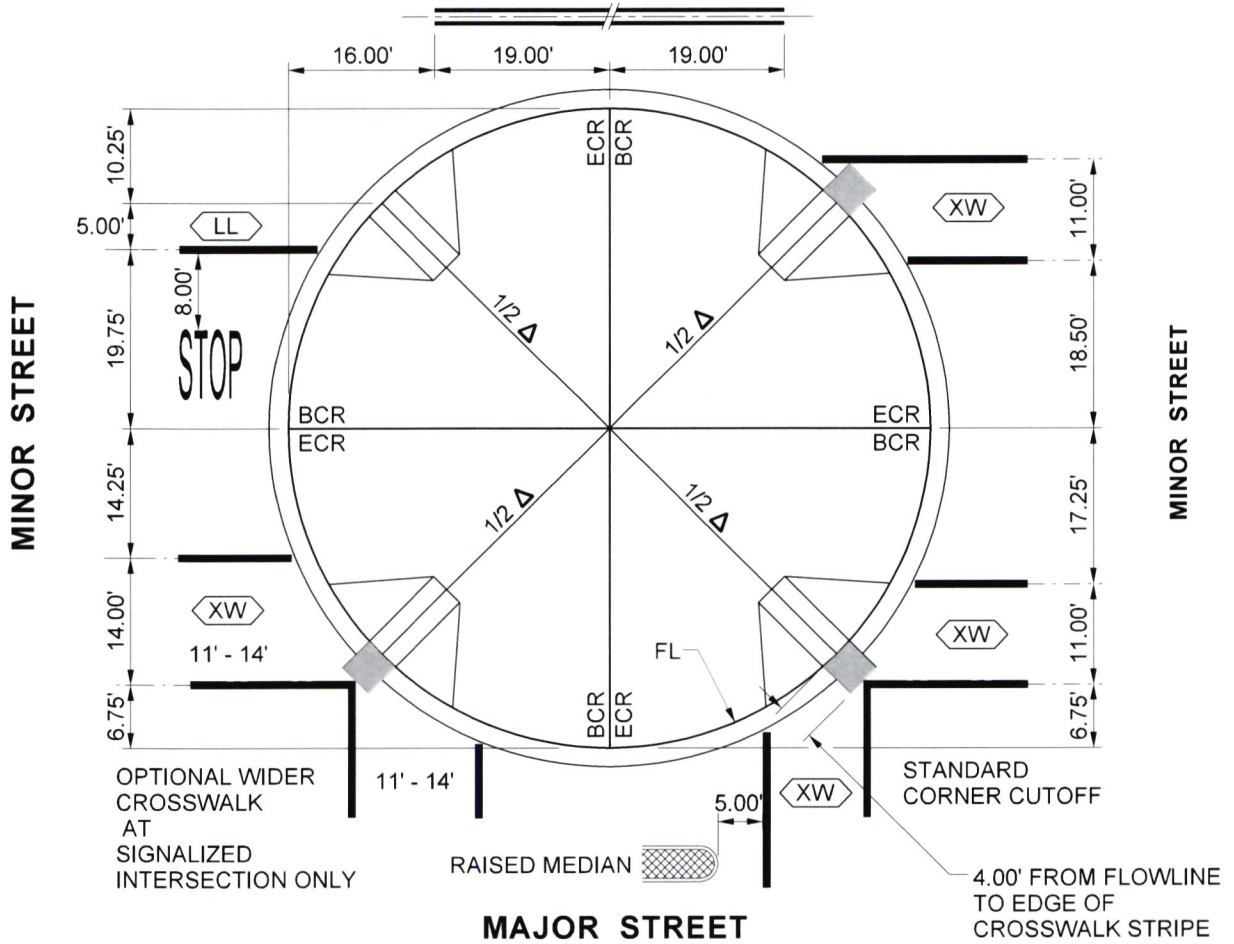 16.00'
19.00'
19.00'
10.25'
5.00'
19.75'
14.25'
14.00'
6.75'
LL
8.00'
STOP
MINOR STREET
ECR
BCR
XW
11.00'
18.50'
17.25'
11.00'
6.75'
MINOR STREET
1/2 Δ
1/2 Δ
BCR
ECR
ECR
BCR
1/2 Δ
1/2 Δ
XW
11' - 14'
XW
FL
BCR
ECR
OPTIONAL WIDER
CROSSWALK
AT
SIGNALIZED
INTERSECTION ONLY
11' - 14'
5.00'
XW
STANDARD
CORNER CUTOFF
RAISED MEDIAN
4.00' FROM FLOWLINE
TO EDGE OF
CROSSWALK STRIPE
MAJOR STREET